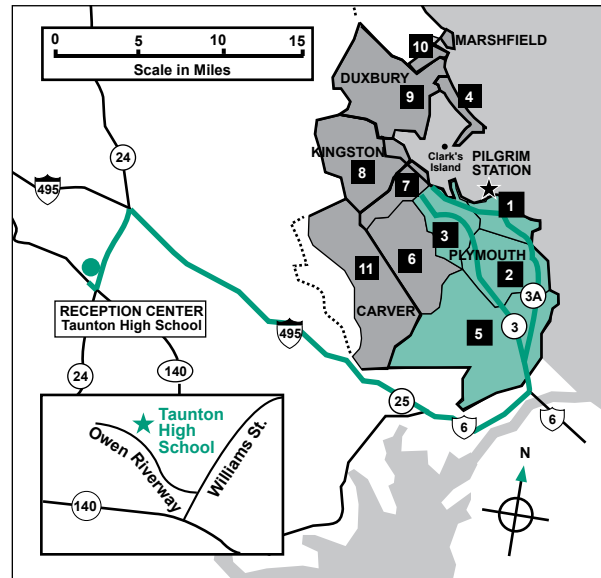 0 5 10 15
Scale in Miles
10
MARSHFIELD
DUXBURY
9
4
24
KINGSTON
Clark's
Island
PILGRIM
STATION
495
8
7
1
3
PLYMOUTH
11
6
2
CARVER
3A
RECEPTION CENTER
Taunton High School
495
5
3
24
140
25
6
6
Taunton
High
School
Owen Riverway
Williams St.
140
N